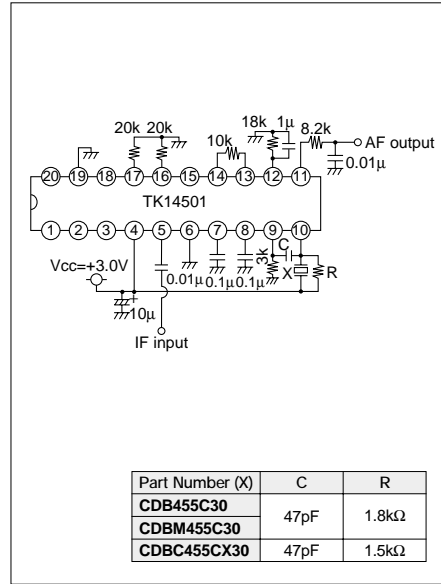 18k 1μ
20k 20k 10k 8.2k
AF output
0.01μ
20 19 18 17 16 15 14 13 12 11
TK14501
1 2 3 4 5 6 7 8 9 10
Vcc=+3.0V
+
10μ
0.01μ
0.1μ 0.1μ
3k
C
X
R
IF input
Part Number (X) C R
CDB455C30 47pF 1.8kΩ
CDBM455C30
CDBC455CX30 47pF 1.5kΩ